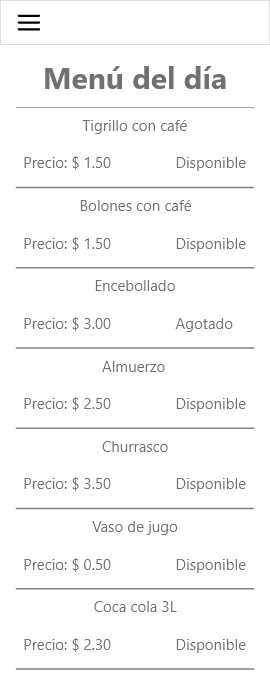 Menú del día
Tigrillo con café
Precio: $ 1.50 Disponible
Bolones con café
Precio: $ 1.50 Disponible
Encebollado
Precio: $ 3.00 Agotado
Almuerzo
Precio: $ 2.50 Disponible
Churrasco
Precio: $ 3.50 Disponible
Vaso de jugo
Precio: $ 0.50 Disponible
Coca cola 3L
Precio: $ 2.30 Disponible